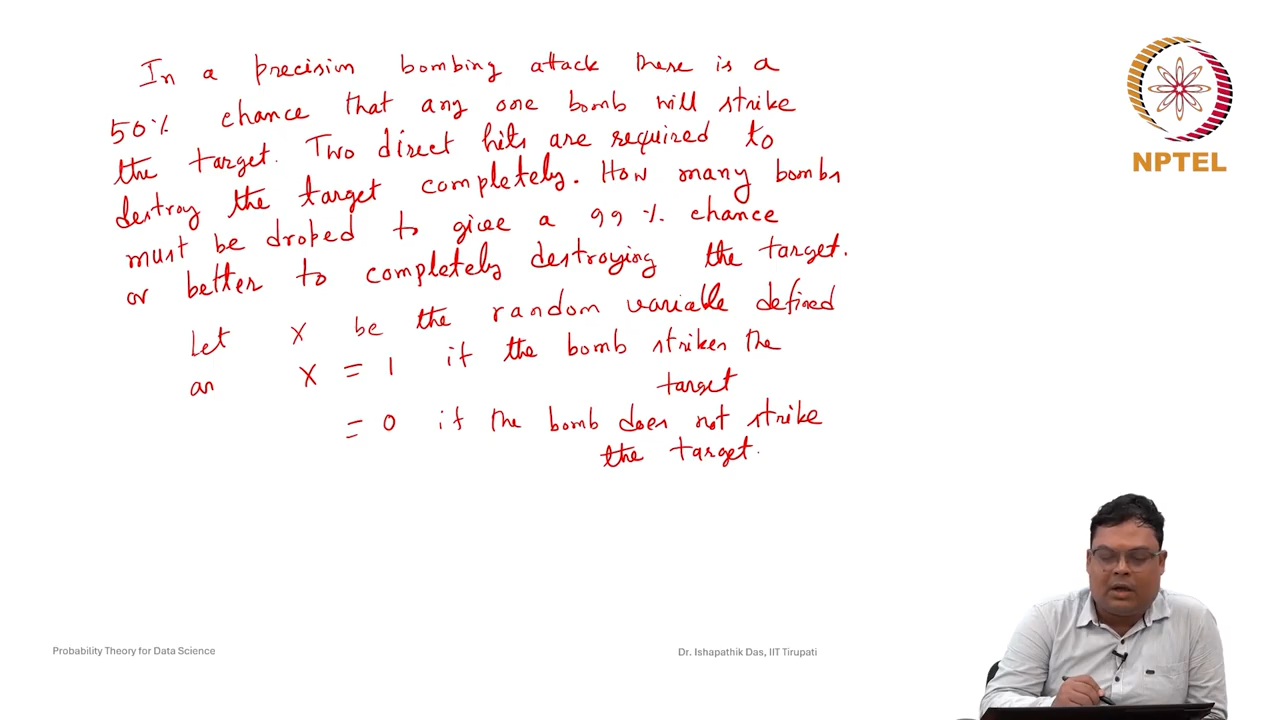 In a precision bombing attack there is a
50% chance that any one bomb will strike
the target. Two direct hits are required to
destroy the target completely. How many bombs
must be droped to give a 99% chance
or better to completely destroying the target.
Let X be the random variable defined
as X = 1 if the bomb strikes the
target
= 0 if the bomb does not strike
the target.
NPTEL
Probability Theory for Data Science
Dr. Ishapathik Das, IIT Tirupati